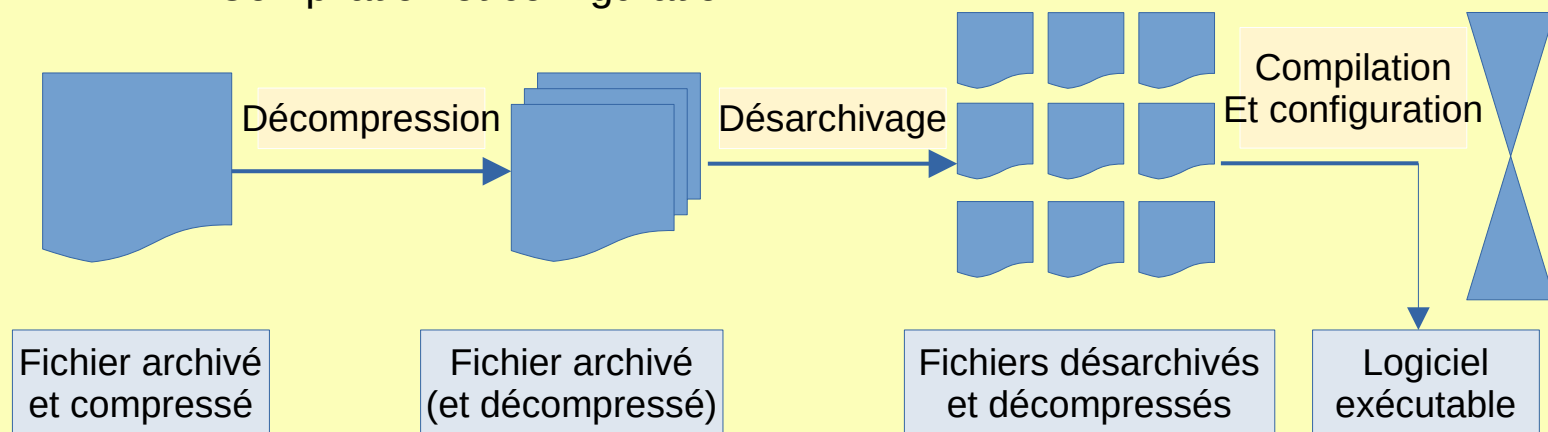 Décompression
Désarchivage
Compilation
Et configuration
Fichier archivé
et compressé
Fichier archivé
(et décompressé)
Fichiers désarchivés
et décompressés
Logiciel
exécutable